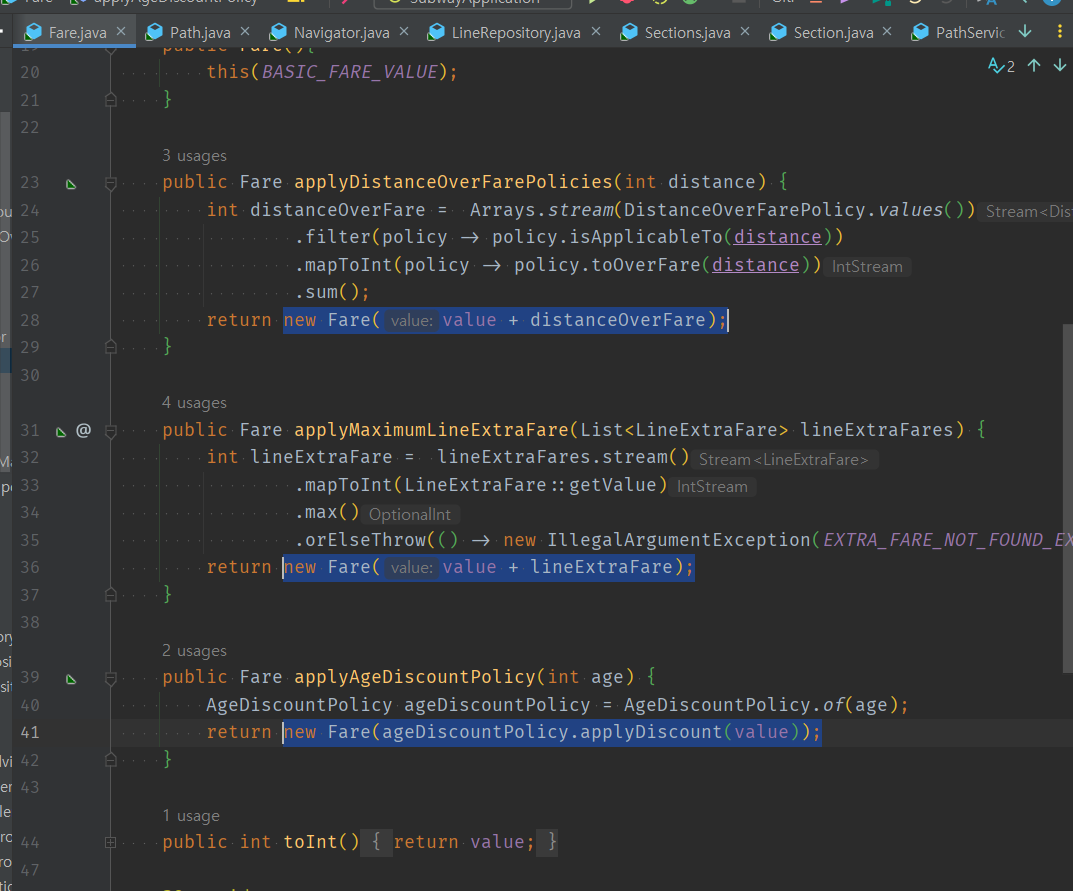 Fare.java
Path.java
Navigator.java
LineRepository.java
Sections.java
Section.java
PathServic
2
public Fare(){
20 this(BASIC_FARE_VALUE);
21 }
22
3 usages
23 public Fare applyDistanceOverFarePolicies(int distance) {
24 int distanceOverFare = Arrays.stream(DistanceOverFarePolicy.values()) Stream<Dist
25 .filter(policy → policy.isApplicableTo(distance))
26 .mapToInt(policy → policy.toOverFare(distance)) IntStream
27 .sum();
28 return new Fare( value: value + distanceOverFare);
29 }
30
4 usages
31 @ public Fare applyMaximumLineExtraFare(List<LineExtraFare> lineExtraFares) {
32 int lineExtraFare = lineExtraFares.stream() Stream<LineExtraFare>
33 .mapToInt(LineExtraFare::getValue) IntStream
34 .max() OptionalInt
35 .orElseThrow(() → new IllegalArgumentException(EXTRA_FARE_NOT_FOUND_EX
36 return new Fare( value: value + lineExtraFare);
37 }
38
2 usages
39 public Fare applyAgeDiscountPolicy(int age) {
40 AgeDiscountPolicy ageDiscountPolicy = AgeDiscountPolicy.of(age);
41 return new Fare(ageDiscountPolicy.applyDiscount(value));
42 }
43
1 usage
44 public int toInt() { return value; }
47